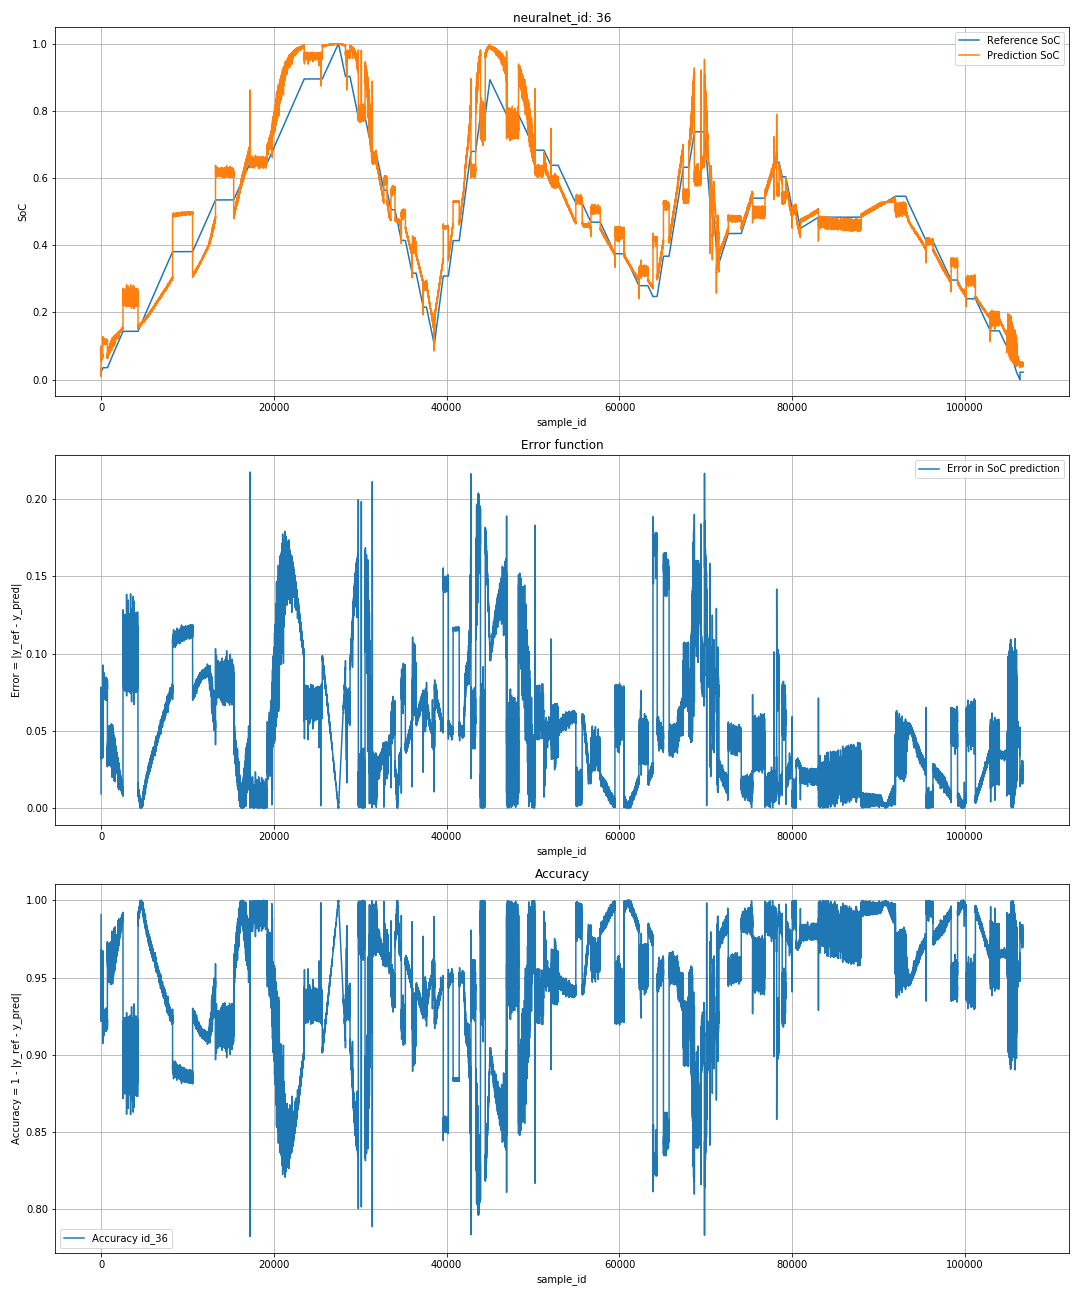 neuralnet_id: 36
Reference SoC
Prediction SoC
1.0
0.8
0.6
0.4
0.2
0.0
SoC
0 20000 40000 60000 80000 100000
sample_id
Error function
Error in SoC prediction
0.20
0.15
0.10
0.05
0.00
Error = |y_ref - y_pred|
0 20000 40000 60000 80000 100000
sample_id
Accuracy
1.00
0.95
0.90
0.85
0.80
Accuracy = 1 - |y_ref - y_pred|
Accuracy id_36
0 20000 40000 60000 80000 100000
sample_id